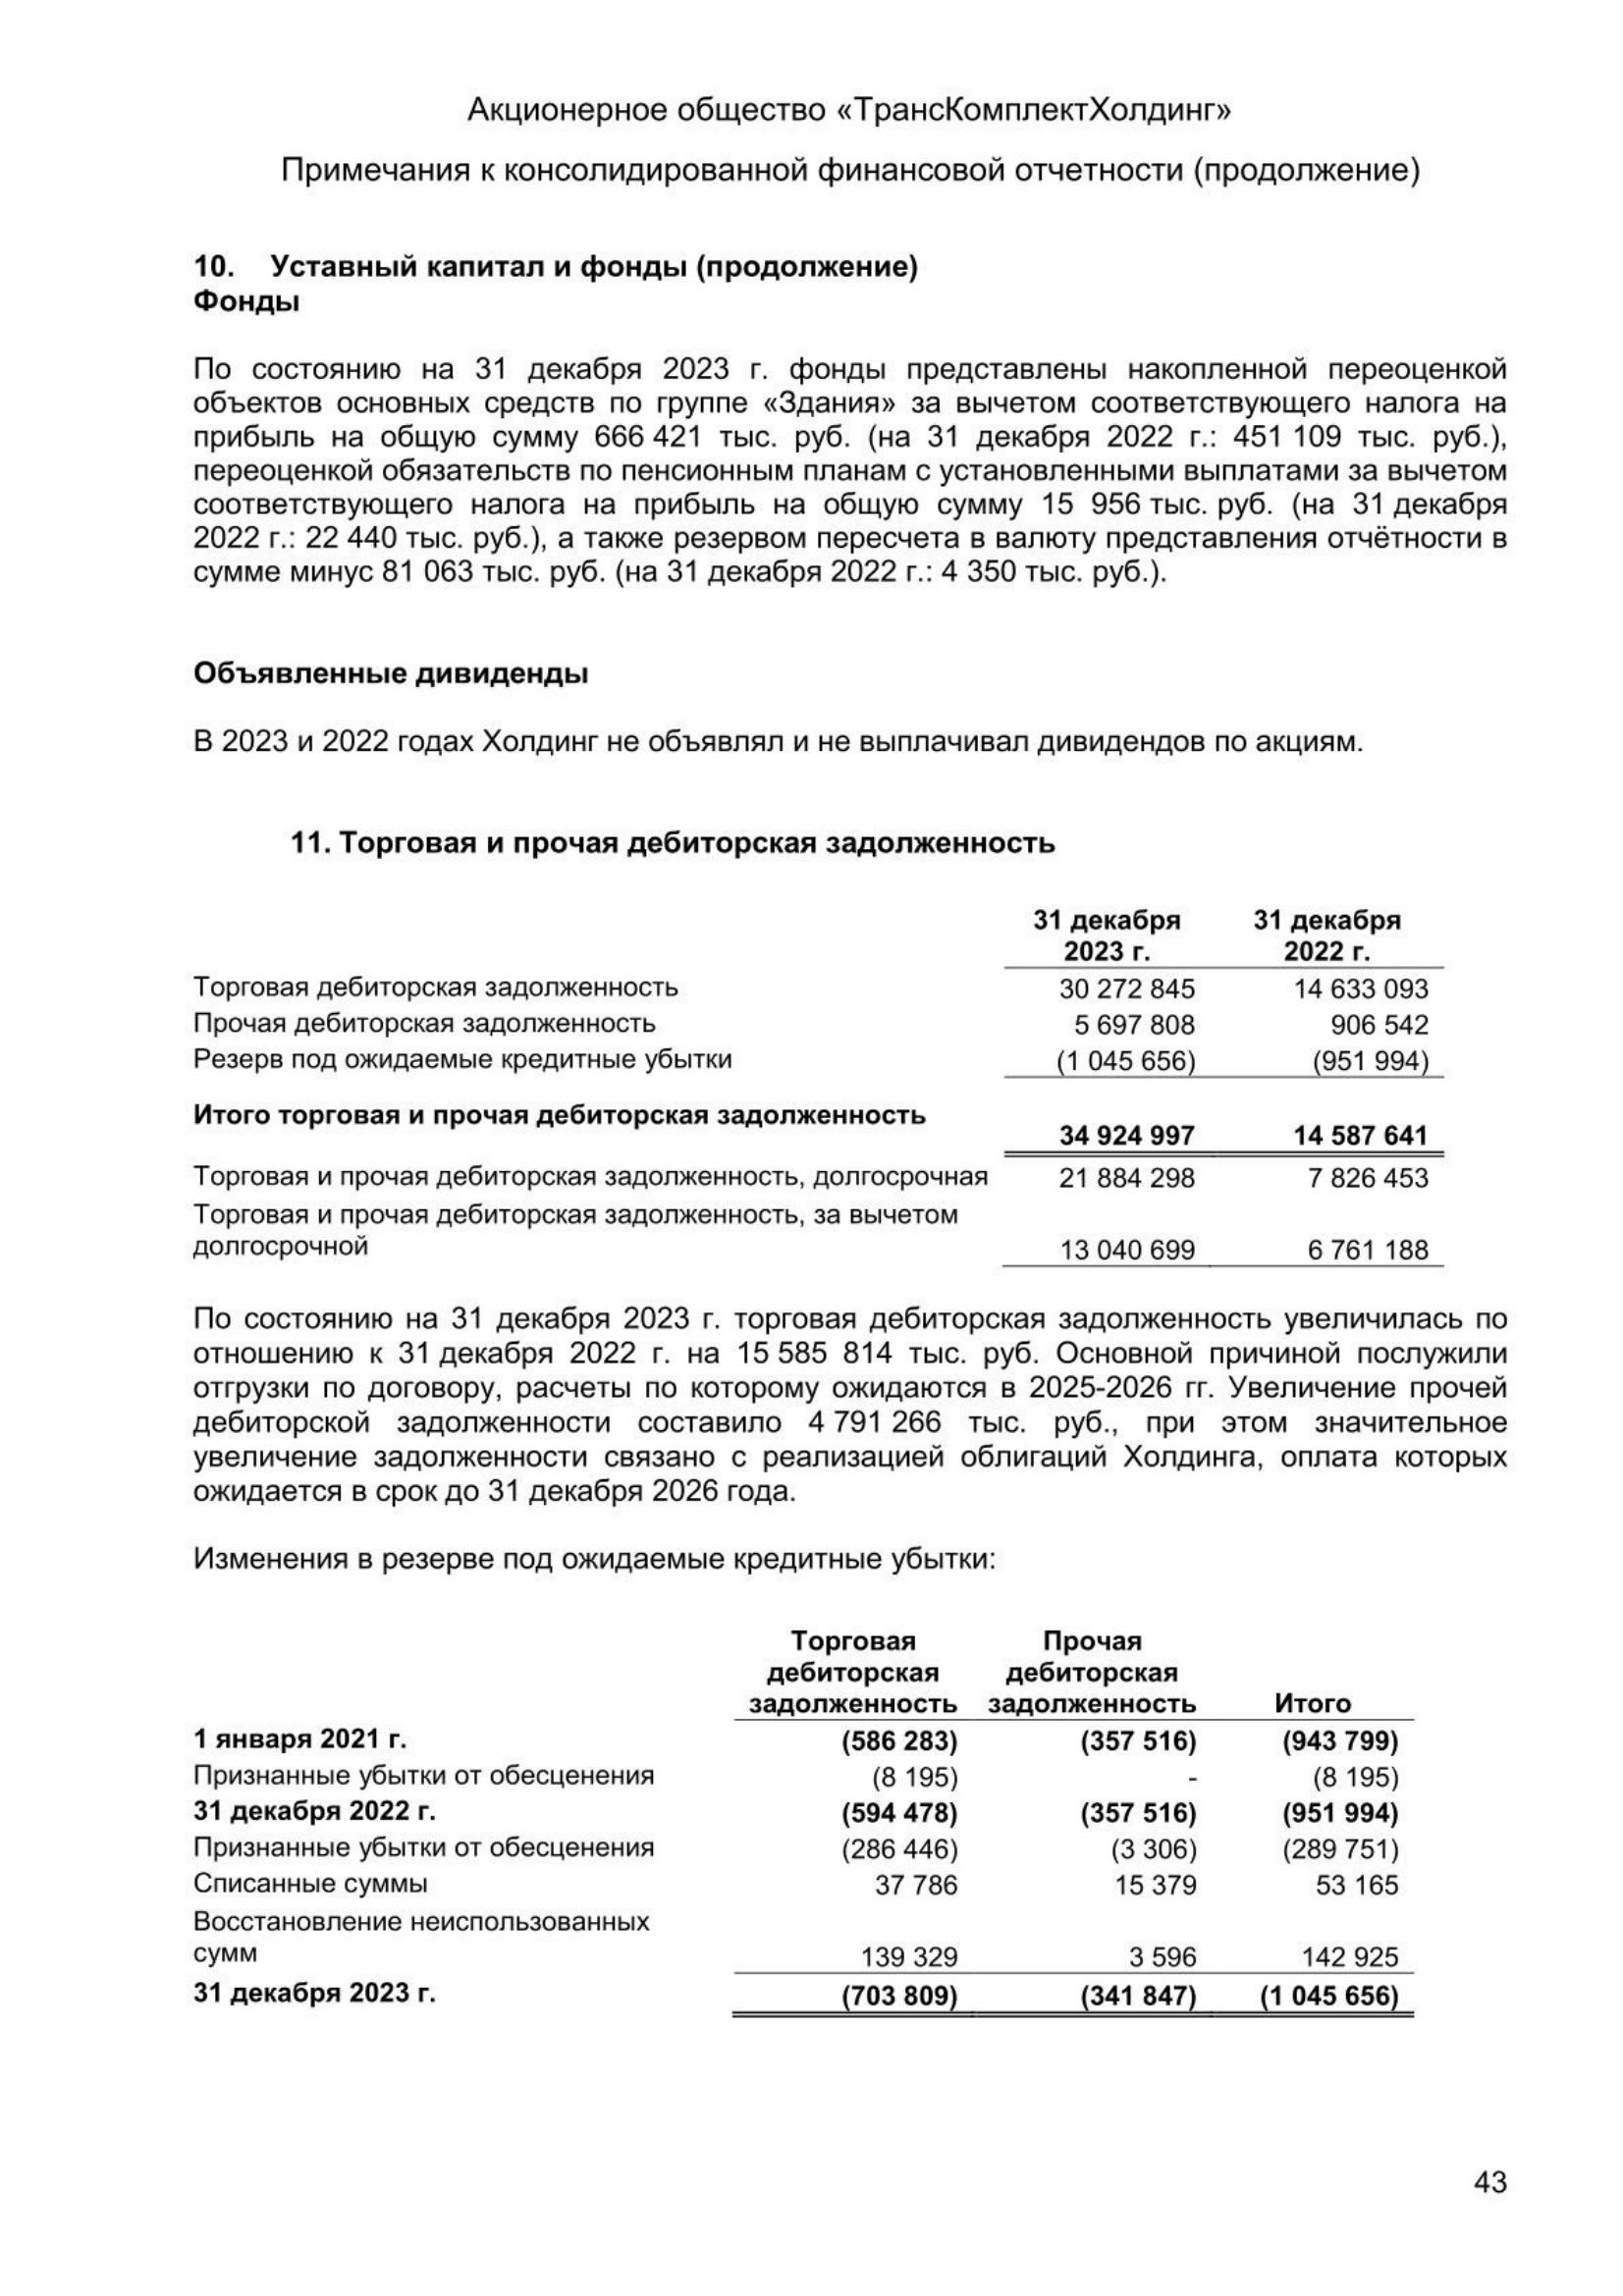 Акционерное общество «ТрансКомплектХолдинг»
Примечания к консолидированной финансовой отчетности (продолжение)
10. Уставный капитал и фонды (продолжение)
Фонды
По состоянию на 31 декабря 2023 г. фонды представлены накопленной переоценкой
объектов основных средств по группе «Здания» за вычетом соответствующего налога на
прибыль на общую сумму 666 421 тыс. руб. (на 31 декабря 2022 г.: 451 109 тыс. руб.),
переоценкой обязательств по пенсионным планам с установленными выплатами за вычетом
соответствующего налога на прибыль на общую сумму 15 956 тыс. руб. (на 31 декабря
2022 г.: 22 440 тыс. руб.), а также резервом пересчета в валюту представления отчётности в
сумме минус 81 063 тыс. руб. (на 31 декабря 2022 г.: 4 350 тыс. руб.).
Объявленные дивиденды
В 2023 и 2022 годах Холдинг не объявлял и не выплачивал дивидендов по акциям.
11. Торговая и прочая дебиторская задолженность
31 декабря 31 декабря
2023 г. 2022 г.
Торговая дебиторская задолженность 30 272 845 14 633 093
Прочая дебиторская задолженность 5 697 808 906 542
Резерв под ожидаемые кредитные убытки (1 045 656) (951 994)
Итого торговая и прочая дебиторская задолженность
34 924 997 14 587 641
Торговая и прочая дебиторская задолженность, долгосрочная 21 884 298 7 826 453
Торговая и прочая дебиторская задолженность, за вычетом
долгосрочной 13 040 699 6 761 188
По состоянию на 31 декабря 2023 г. торговая дебиторская задолженность увеличилась по
отношению к 31 декабря 2022 г. на 15 585 814 тыс. руб. Основной причиной послужили
отгрузки по договору, расчеты по которому ожидаются в 2025-2026 гг. Увеличение прочей
дебиторской задолженности составило 4 791 266 тыс. руб., при этом значительное
увеличение задолженности связано с реализацией облигаций Холдинга, оплата которых
ожидается в срок до 31 декабря 2026 года.
Изменения в резерве под ожидаемые кредитные убытки:
Торговая Прочая
дебиторская дебиторская
задолженность задолженность Итого
1 января 2021 г. (586 283) (357 516) (943 799)
Признанные убытки от обесценения (8 195) - (8 195)
31 декабря 2022 г. (594 478) (357 516) (951 994)
Признанные убытки от обесценения (286 446) (3 306) (289 751)
Списанные суммы 37 786 15 379 53 165
Восстановление неиспользованных
сумм 139 329 3 596 142 925
31 декабря 2023 г. (703 809) (341 847) (1 045 656)
43